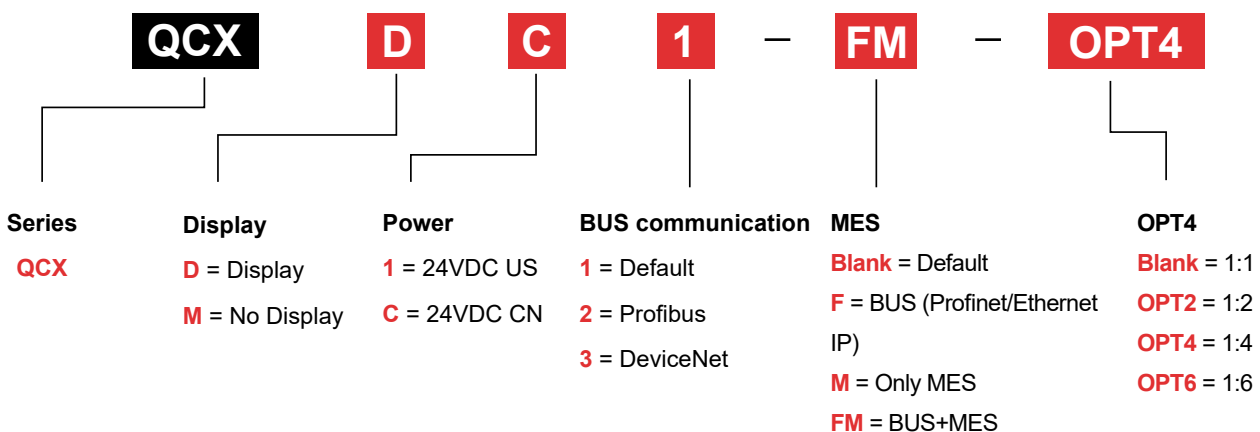 QCX D C 1 – FM – OPT4
Series
QCX
Display
D = Display
M = No Display
Power
1 = 24VDC US
C = 24VDC CN
BUS communication
1 = Default
2 = Profibus
3 = DeviceNet
MES
Blank = Default
F = BUS (Profinet/Ethernet
IP)
M = Only MES
FM = BUS+MES
OPT4
Blank = 1:1
OPT2 = 1:2
OPT4 = 1:4
OPT6 = 1:6